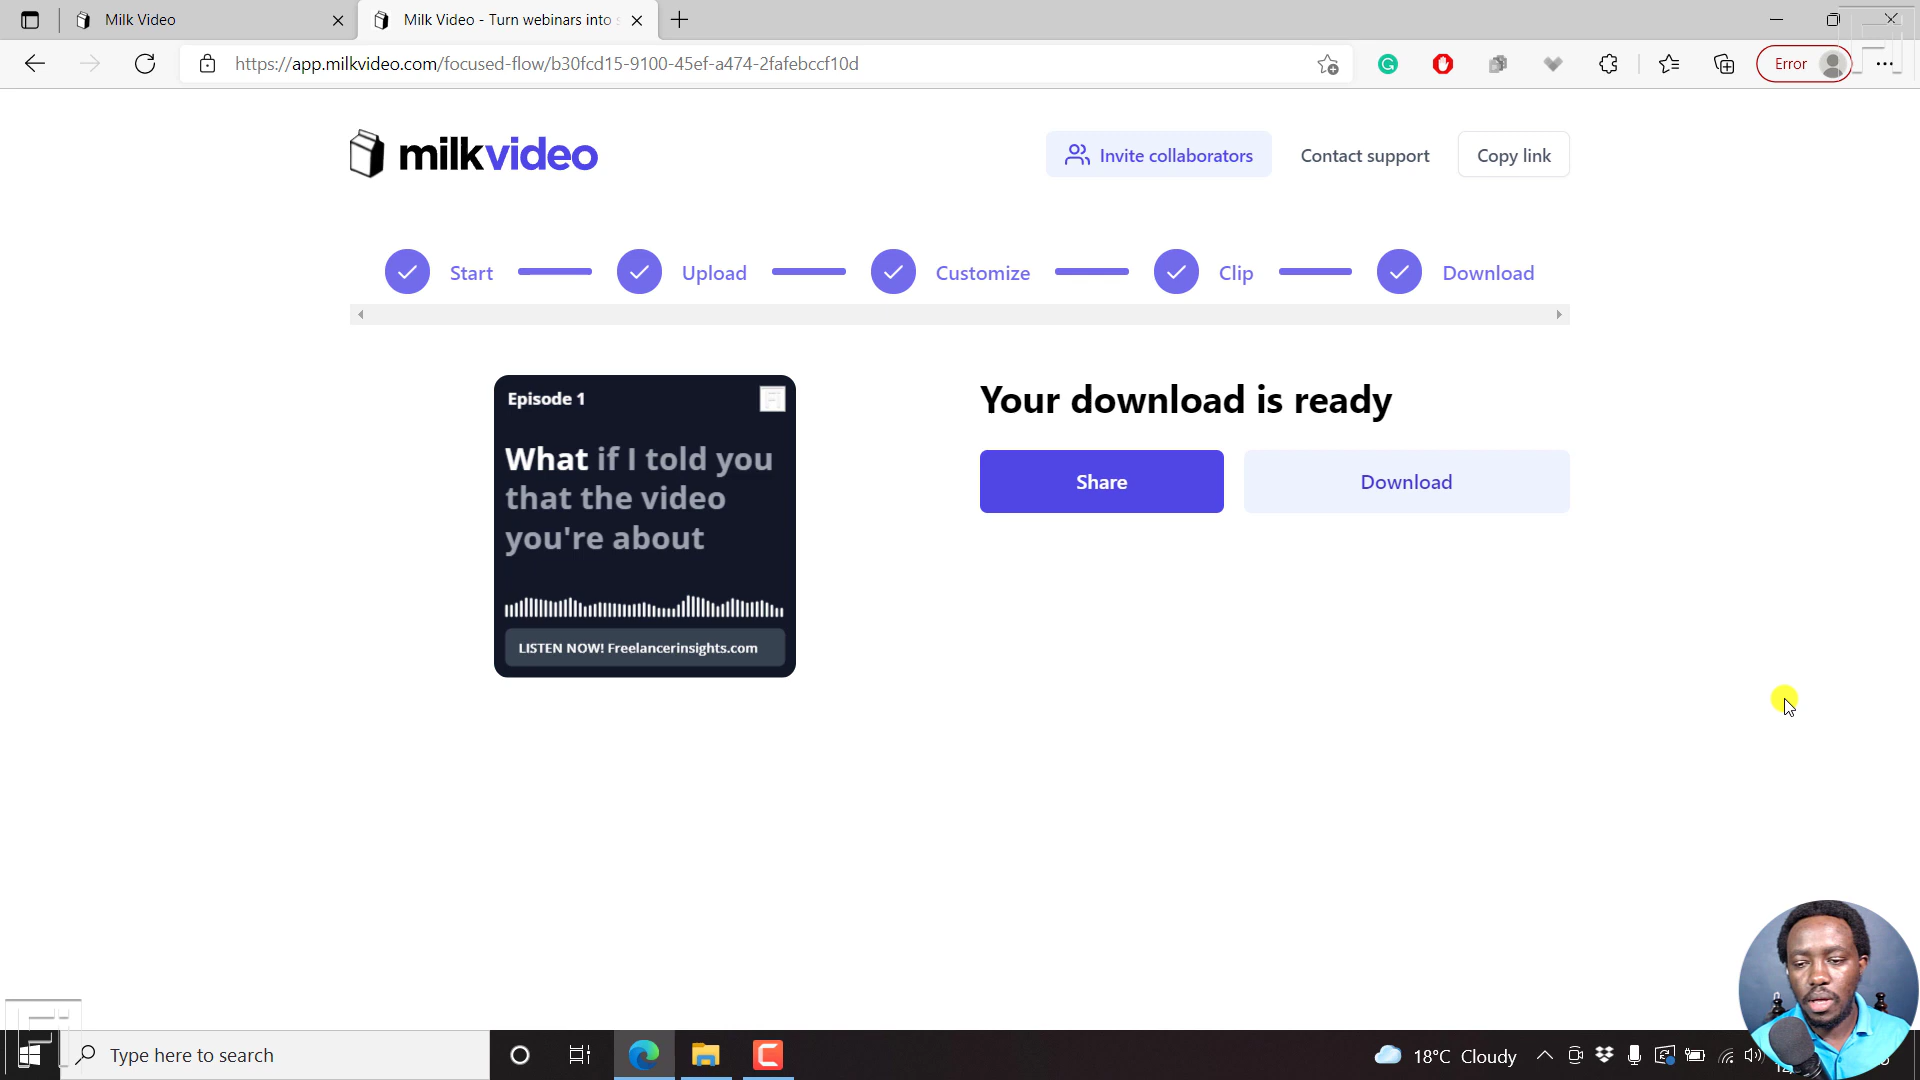 Milk Video
Milk Video - Turn webinars into
https://app.milkvideo.com/focused-flow/b30fcd15-9100-45ef-a474-2fafebccf10d
Error
milkvideo
Invite collaborators
Contact support
Copy link
Start
Upload
Customize
Clip
Download
Episode 1
What if I told you
that the video
you're about
LISTEN NOW! Freelancerinsights.com
Your download is ready
Share
Download
Type here to search
18°C Cloudy